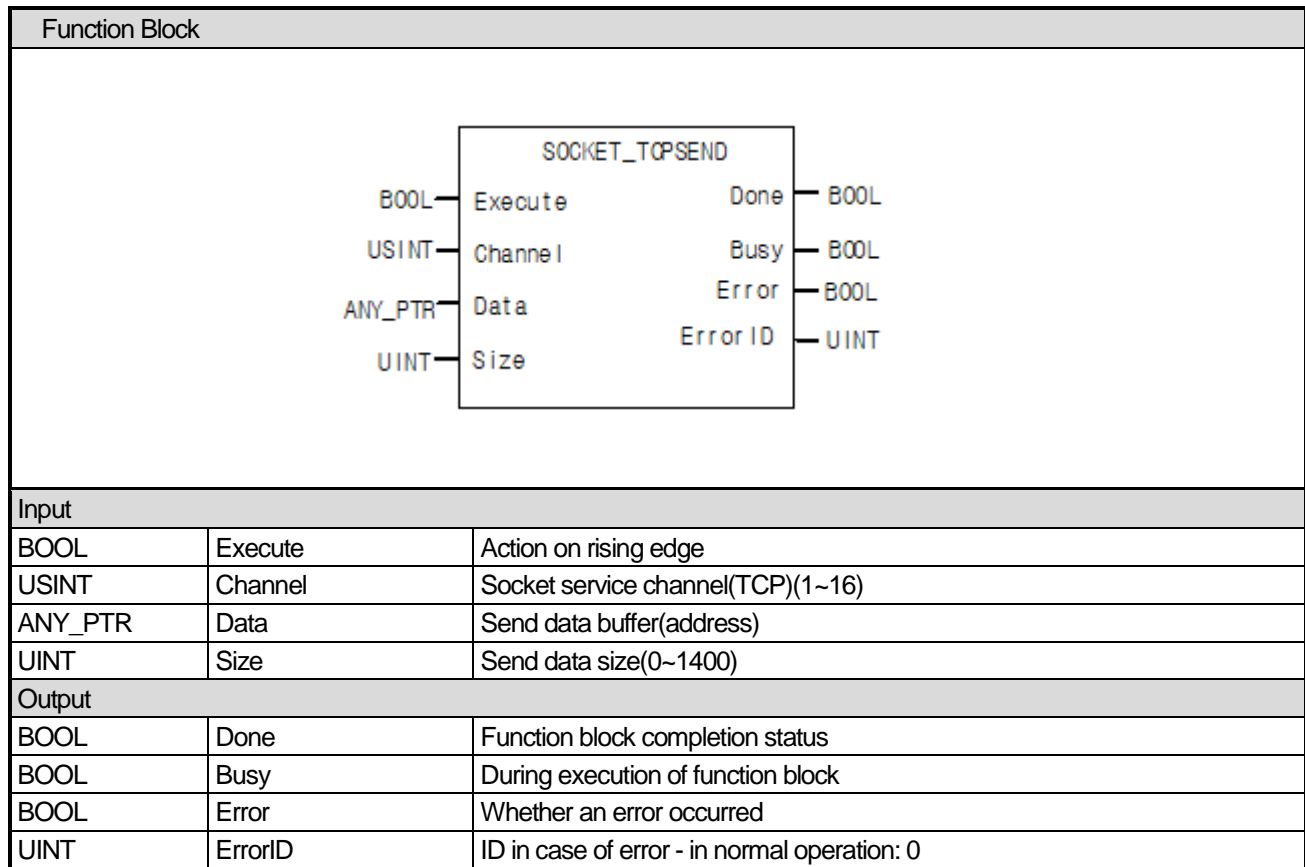 Function Block
SOCKET_TCPSEND
BOOL Execute Done BOOL
USINT Channel Busy BOOL
ANY_PTR Data Error BOOL
UINT Size ErrorID UINT
Input
BOOL Execute Action on rising edge
USINT Channel Socket service channel(TCP)(1~16)
ANY_PTR Data Send data buffer(address)
UINT Size Send data size(0~1400)
Output
BOOL Done Function block completion status
BOOL Busy During execution of function block
BOOL Error Whether an error occurred
UINT ErrorID ID in case of error - in normal operation: 0